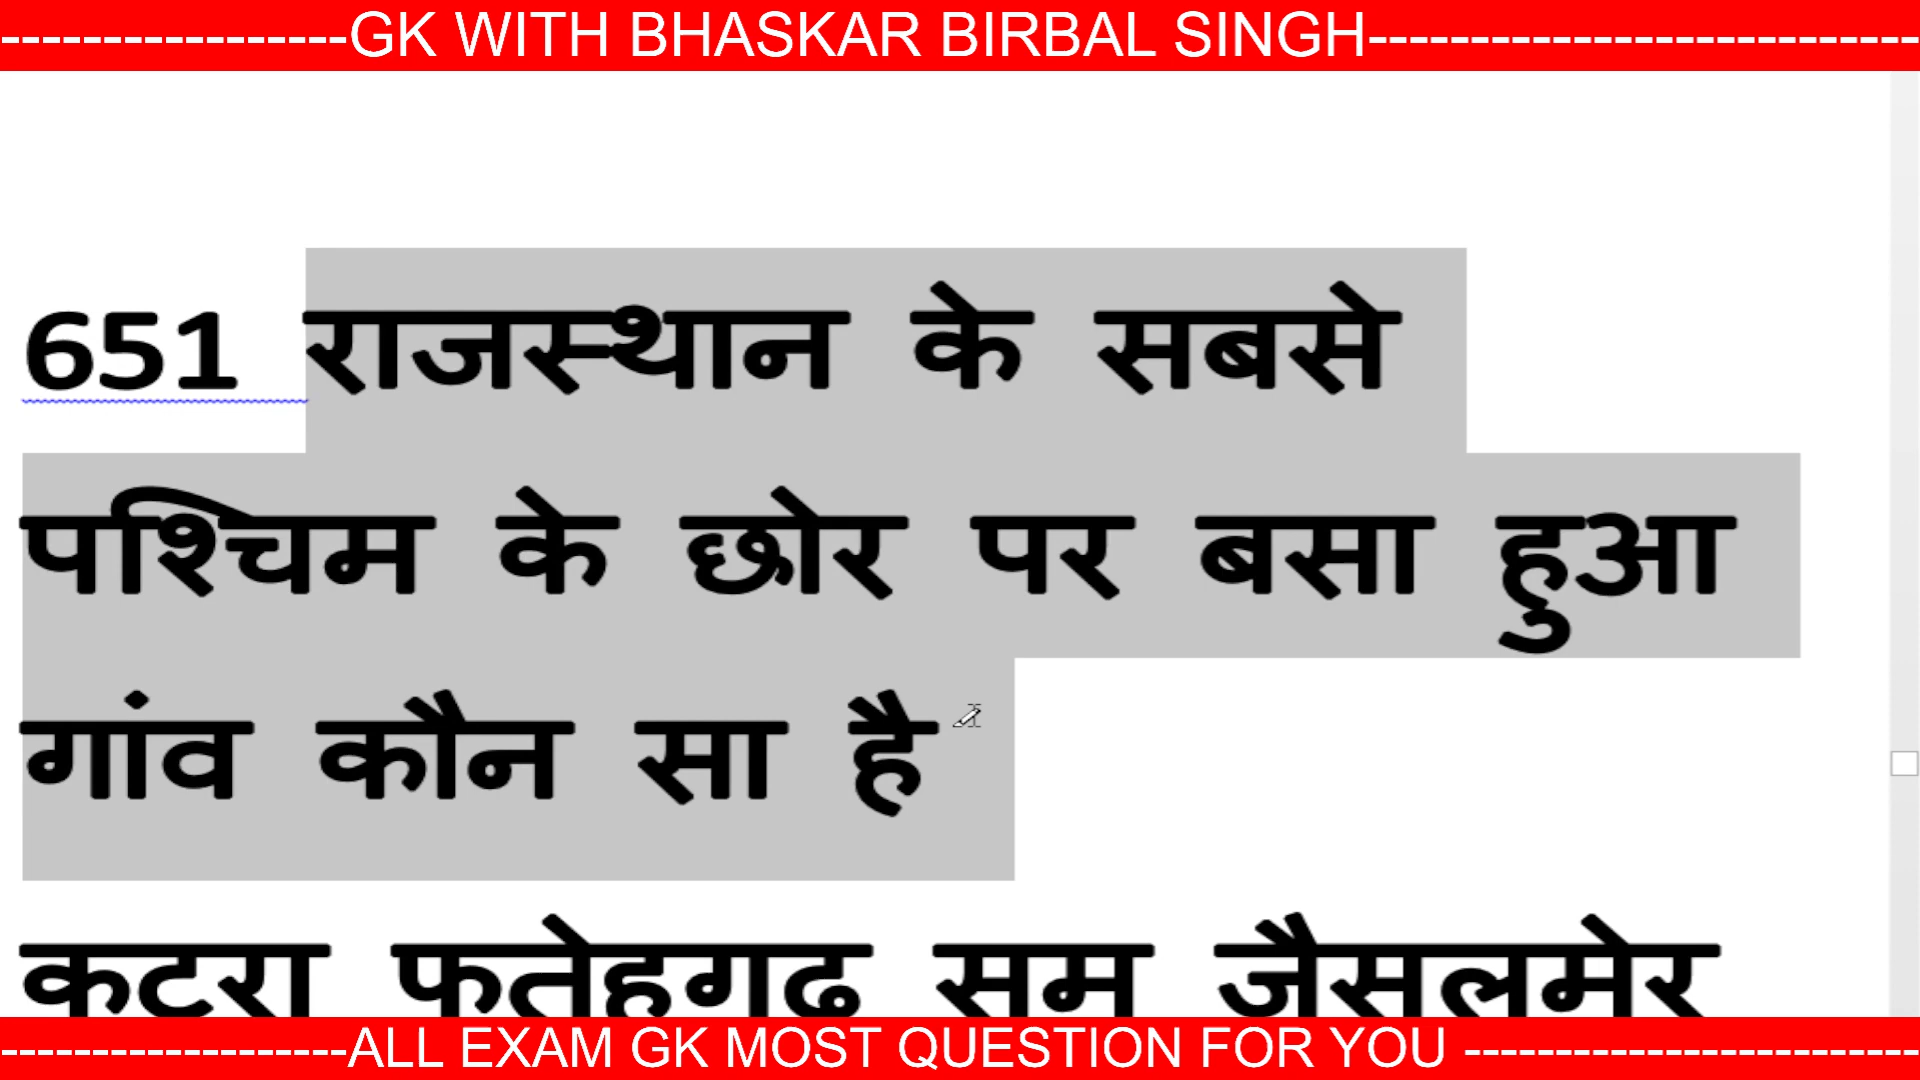 -----------------GK WITH BHASKAR BIRBAL SINGH---------------------------
651 राजस्थान के सबसे
पश्चिम के छोर पर बसा हुआ
गांव कौन सा है
कटरा फतेहगढ सम जैसलमेर
-----------------ALL EXAM GK MOST QUESTION FOR YOU ----------------------